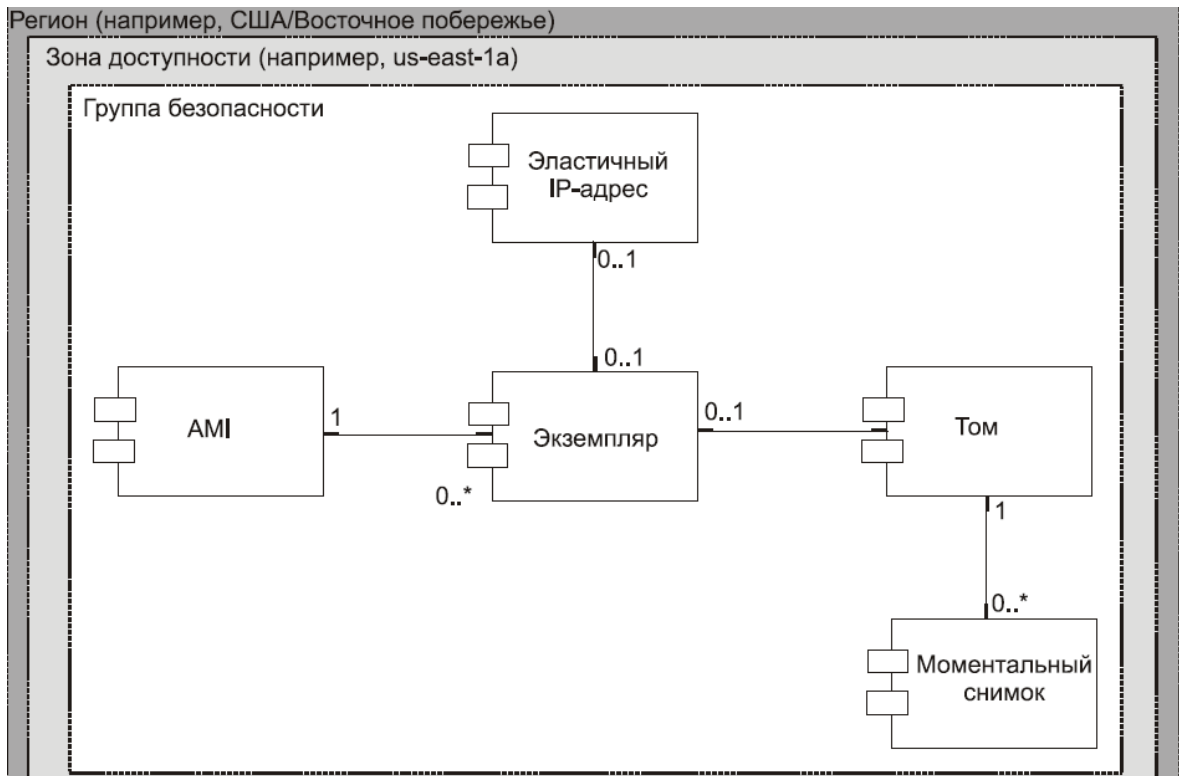 Регион (например, США/Восточное побережье)
Зона доступности (например, us-east-1a)
Группа безопасности
Эластичный
IP-адрес
0..1
0..1
AMI
1
0..*
Экземпляр
0..1
Том
1
0..*
Моментальный
снимок